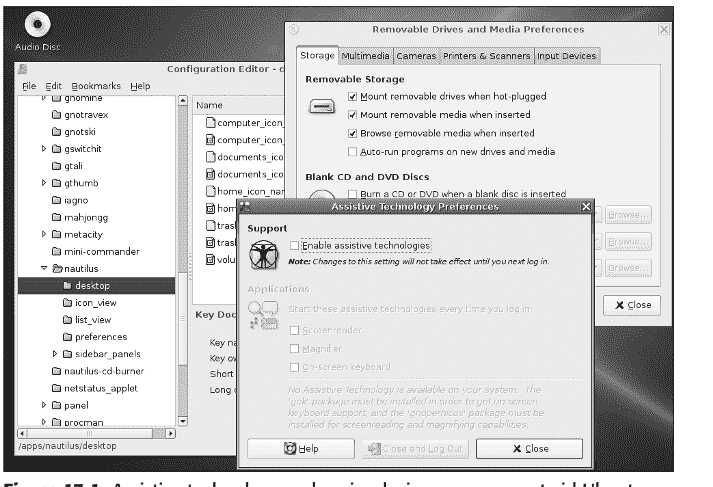 Audio Disc
Removable Drives and Media Preferences
Storage Multimedia Cameras Printers & Scanners Input Devices
Removable Storage
Mount removable drives when hot-plugged
Mount removable media when inserted
Browse removable media when inserted
Auto-run programs on new drives and media
Blank CD and DVD Discs
Burn a CD or DVD when a blank disc is inserted
Browse...
Browse...
Browse...
Close
Configuration Editor - d
File Edit Bookmarks Help
gnomine
gnotravex
gnotski
gswitchit
gtali
gthumb
iagno
mahjongg
metacity
mini-commander
nautilus
desktop
icon_view
list_view
preferences
sidebar_panels
nautilus-cd-burner
netstatus_applet
panel
procman
/apps/nautilus/desktop
Name
computer_icon_
computer_icon_
documents_ico
documents_ico
home_icon_nam
hom
trash
trash
volu
Key Doc
Key na
Key ow
Short
Long d
Assistive Technology Preferences
Support
Enable assistive technologies
Note: Changes to this setting will not take effect until you next log in.
Applications
Start these assistive technologies every time you log in:
Screenreader
Magnifier
On-screen keyboard
No Assistive Technology is available on your system. The
'gok' package must be installed in order to get on-screen
keyboard support, and the 'gnopernicus' package must be
installed for screenreading and magnifying capabilities.
Help Close and Log Out Close